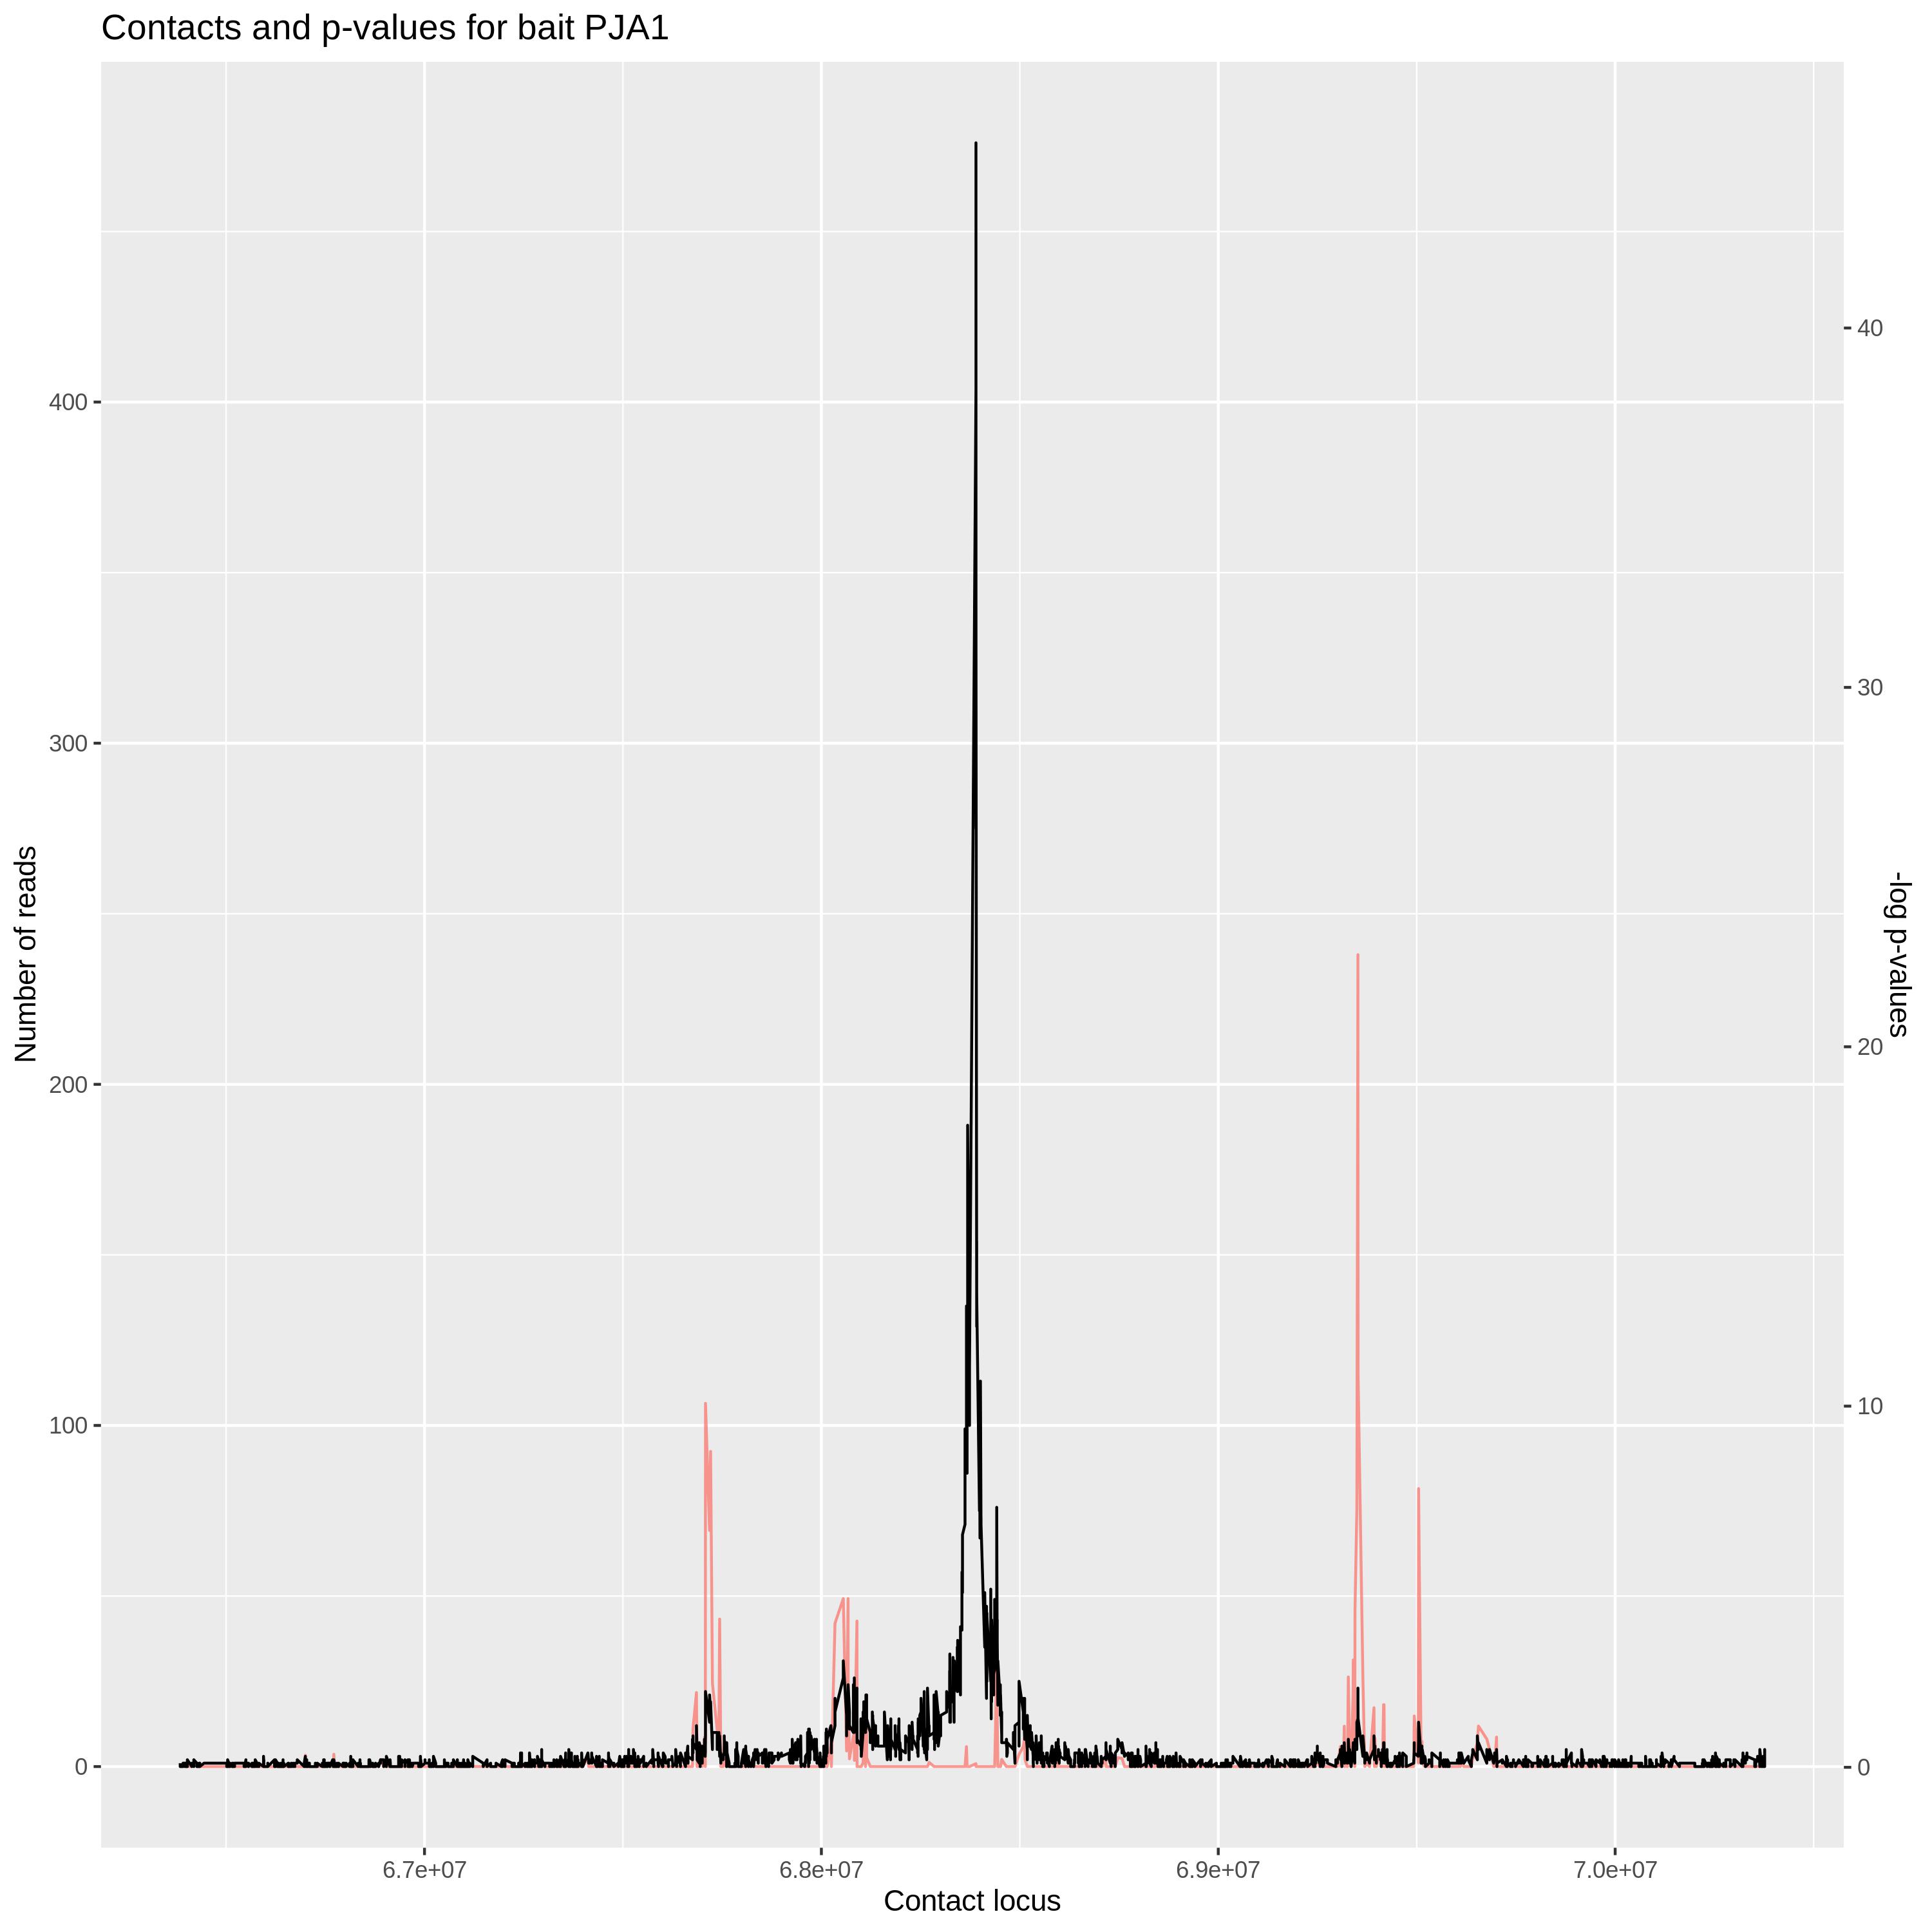 Contacts and p-values for bait PJA1
400
300
200
100
0
Number of reads
40
30
20
10
0
-log p-values
6.7e+07
6.8e+07
6.9e+07
7.0e+07
Contact locus